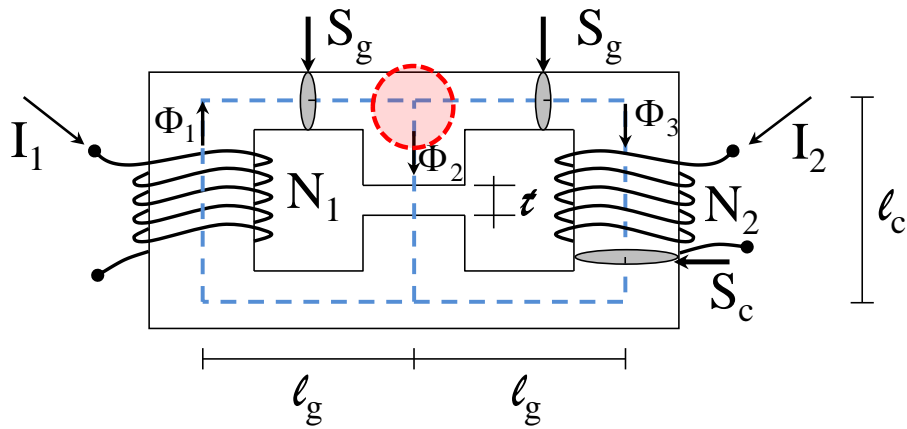 S_g
S_g
I_1
Φ_1
Φ_2
Φ_3
I_2
N_1
t
N_2
ℓ_c
S_c
ℓ_g
ℓ_g